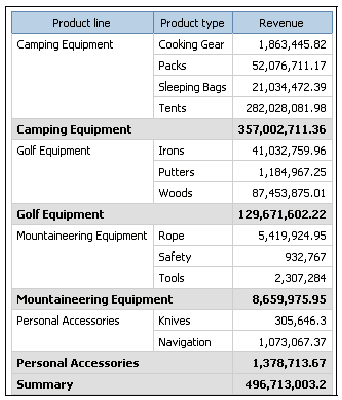 Product line Product type Revenue
Camping Equipment Cooking Gear 1,863,445.82
Packs 52,076,711.17
Sleeping Bags 21,034,472.39
Tents 282,028,081.98
Camping Equipment 357,002,711.36
Golf Equipment Irons 41,032,759.96
Putters 1,184,967.25
Woods 87,453,875.01
Golf Equipment 129,671,602.22
Mountaineering Equipment Rope 5,419,924.95
Safety 932,767
Tools 2,307,284
Mountaineering Equipment 8,659,975.95
Personal Accessories Knives 305,646.3
Navigation 1,073,067.37
Personal Accessories 1,378,713.67
Summary 496,713,003.2